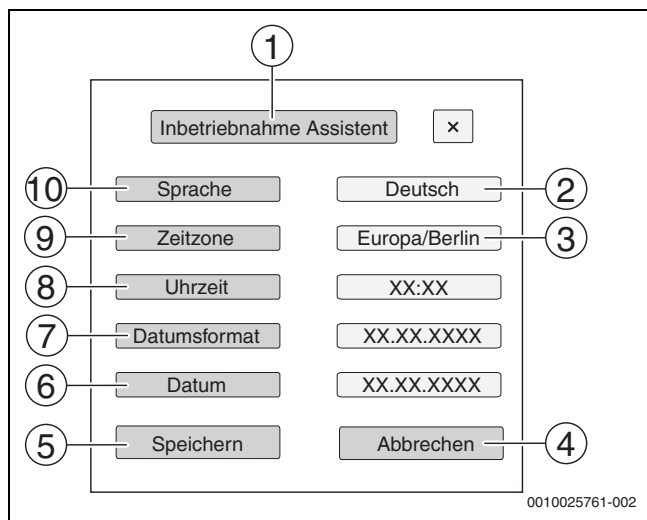 1
Inbetriebnahme Assistent ×
10 Sprache Deutsch 2
9 Zeitzone Europa/Berlin 3
8 Uhrzeit XX:XX
7 Datumsformat XX.XX.XXXX
6 Datum XX.XX.XXXX
5 Speichern Abbrechen 4
0010025761-002